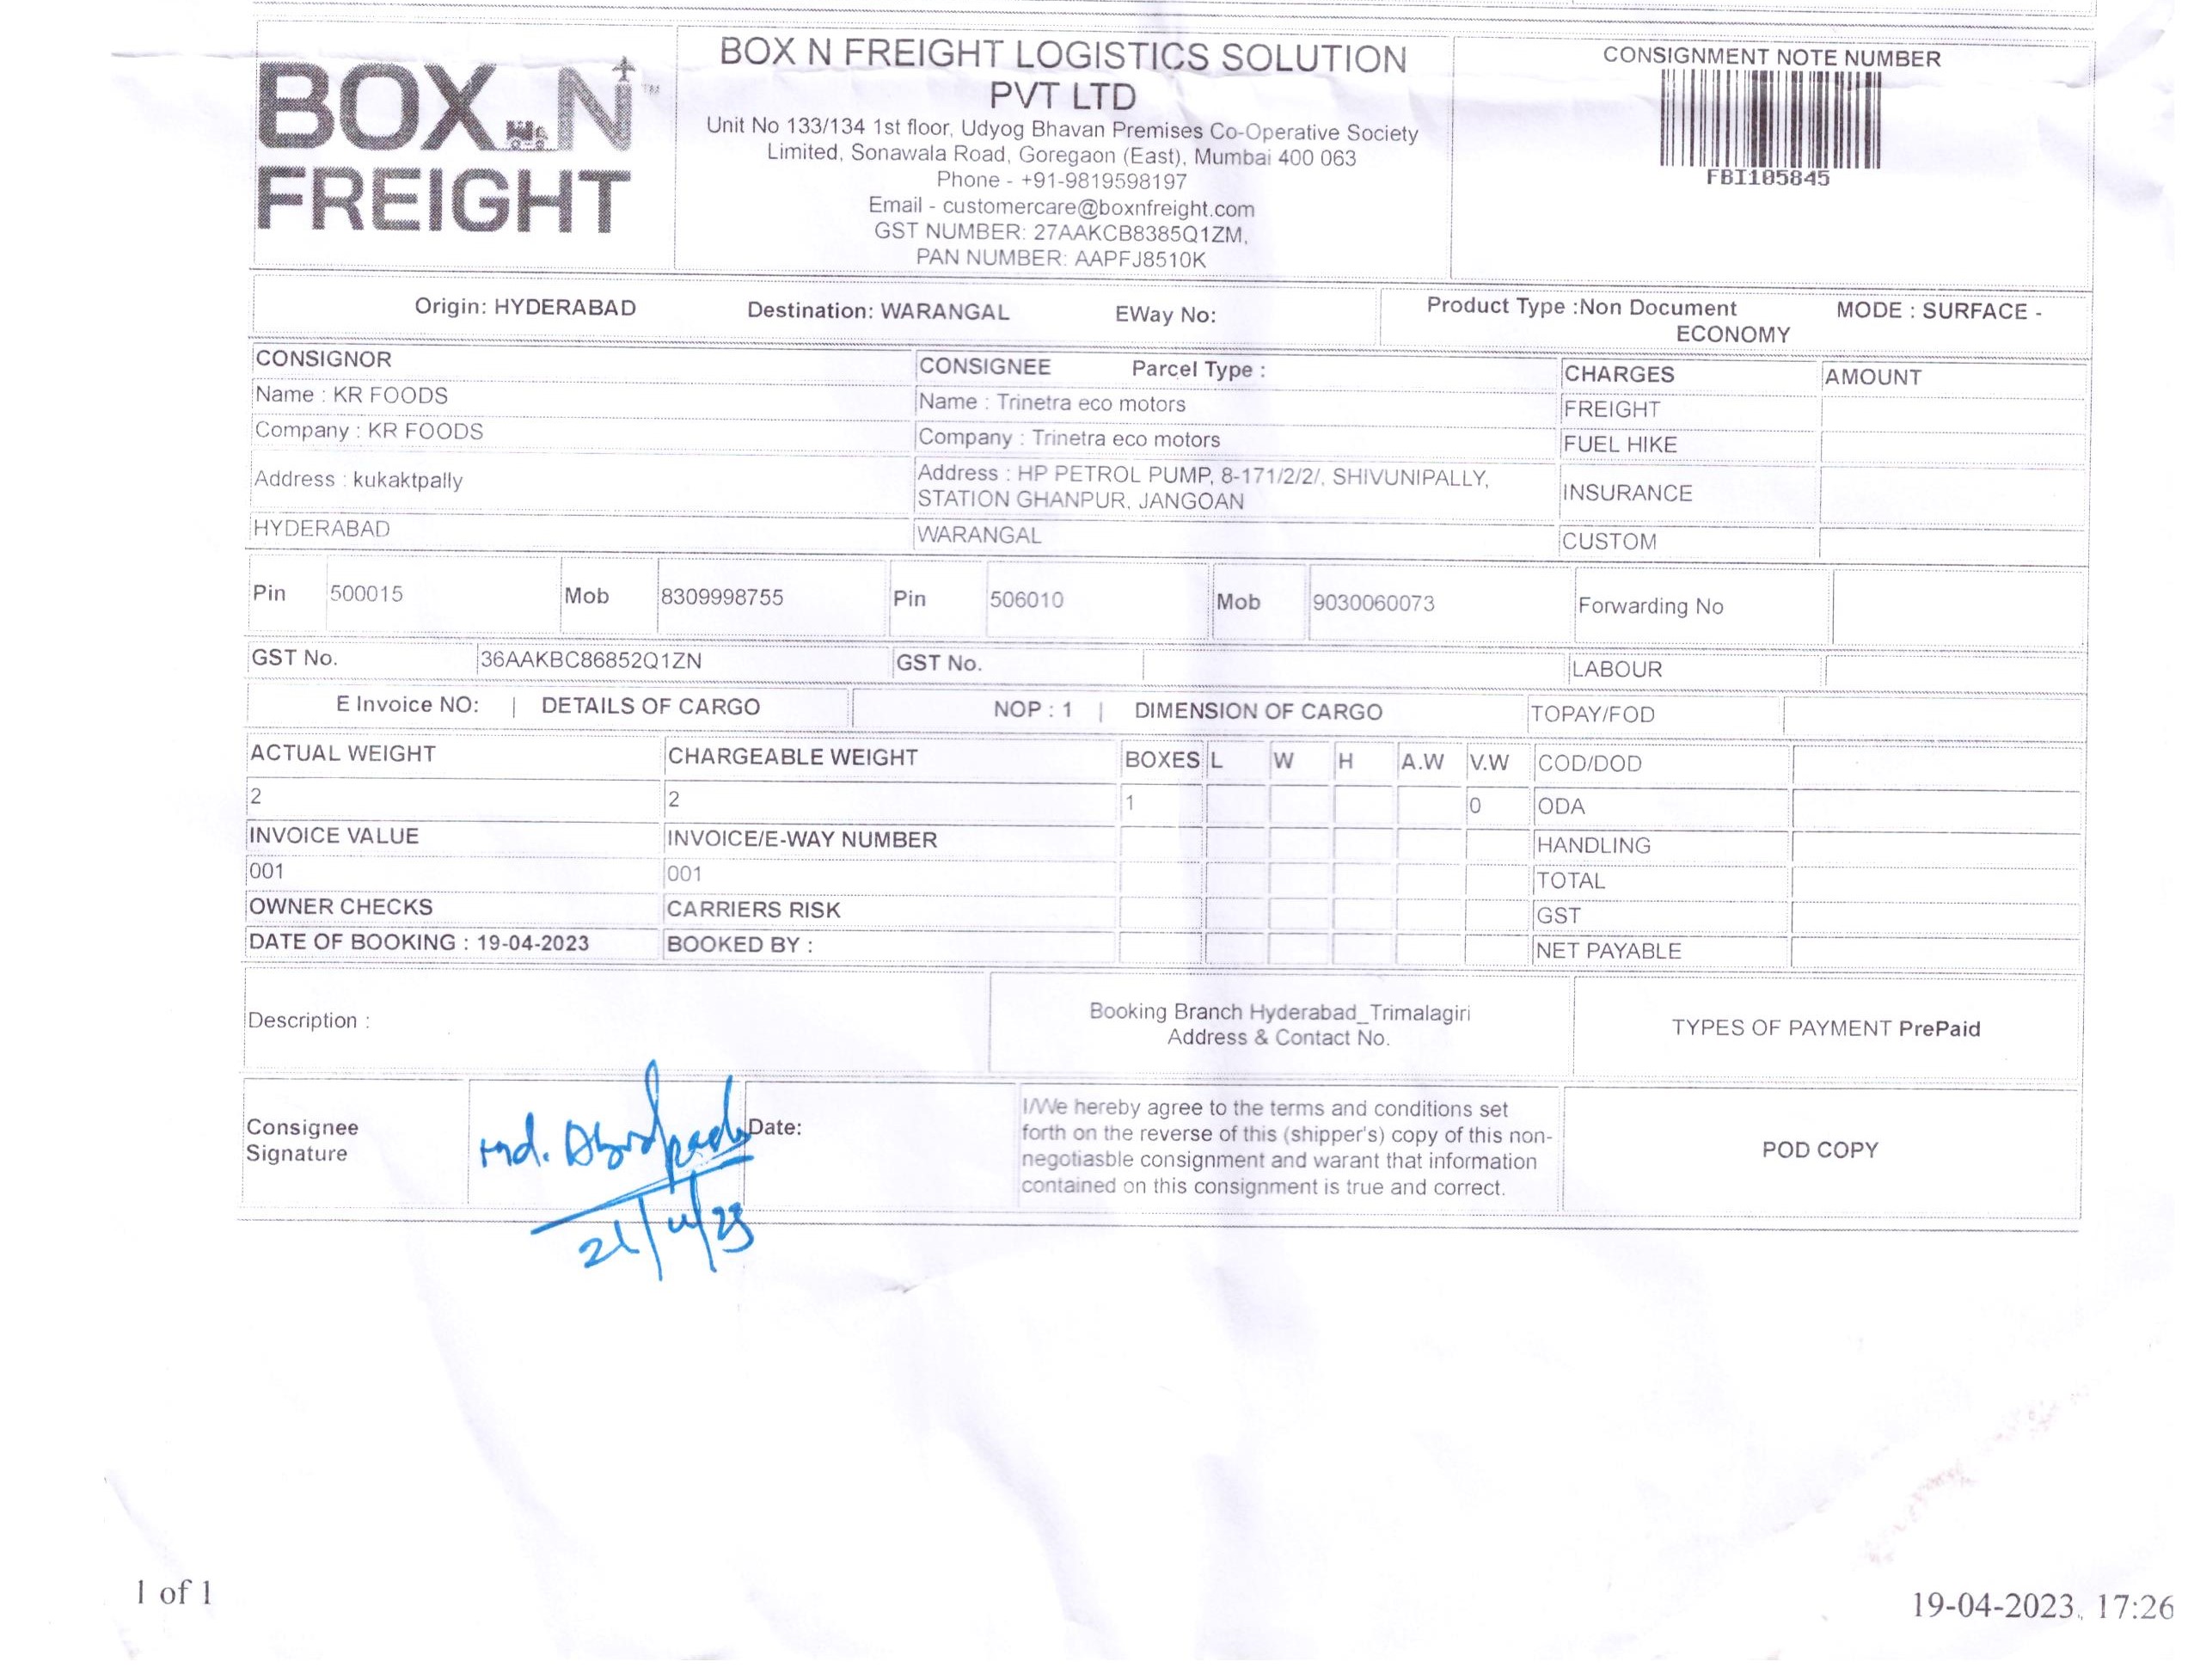 BOX N
FREIGHT
TM
BOX N FREIGHT LOGISTICS SOLUTION
PVT LTD
Unit No 133/134 1st floor, Udyog Bhavan Premises Co-Operative Society
Limited, Sonawala Road, Goregaon (East), Mumbai 400 063
Phone - +91-9819598197
Email - customercare@boxnfreight.com
GST NUMBER: 27AAKCB8385Q1ZM,
PAN NUMBER: AAPFJ8510K
CONSIGNMENT NOTE NUMBER
FBI105845
Origin: HYDERABAD Destination: WARANGAL EWay No:
Product Type :Non Document MODE : SURFACE -
ECONOMY
CONSIGNOR
CONSIGNEE Parcel Type :
CHARGES AMOUNT
Name : KR FOODS
Name : Trinetra eco motors
FREIGHT
Company : KR FOODS
Company : Trinetra eco motors
FUEL HIKE
Address : kukaktpally
Address : HP PETROL PUMP, 8-171/2/2/, SHIVUNIPALLY,
STATION GHANPUR, JANGOAN
INSURANCE
HYDERABAD
WARANGAL
CUSTOM
Pin 500015 Mob 8309998755 Pin 506010 Mob 9030060073 Forwarding No
GST No. 36AAKBC86852Q1ZN GST No. LABOUR
E Invoice NO: | DETAILS OF CARGO NOP : 1 | DIMENSION OF CARGO TOPAY/FOD
ACTUAL WEIGHT CHARGEABLE WEIGHT BOXES L W H A.W V.W COD/DOD
2 2 1 0 ODA
INVOICE VALUE INVOICE/E-WAY NUMBER HANDLING
001 001 TOTAL
OWNER CHECKS CARRIERS RISK GST
DATE OF BOOKING : 19-04-2023 BOOKED BY : NET PAYABLE
Description :
Booking Branch Hyderabad_Trimalagiri
Address & Contact No.
TYPES OF PAYMENT PrePaid
Consignee
Signature
Md.
21/4/23
Date:
I/We hereby agree to the terms and conditions set
forth on the reverse of this (shipper's) copy of this non-
negotiasble consignment and warant that information
contained on this consignment is true and correct.
POD COPY
1 of 1
19-04-2023, 17:26